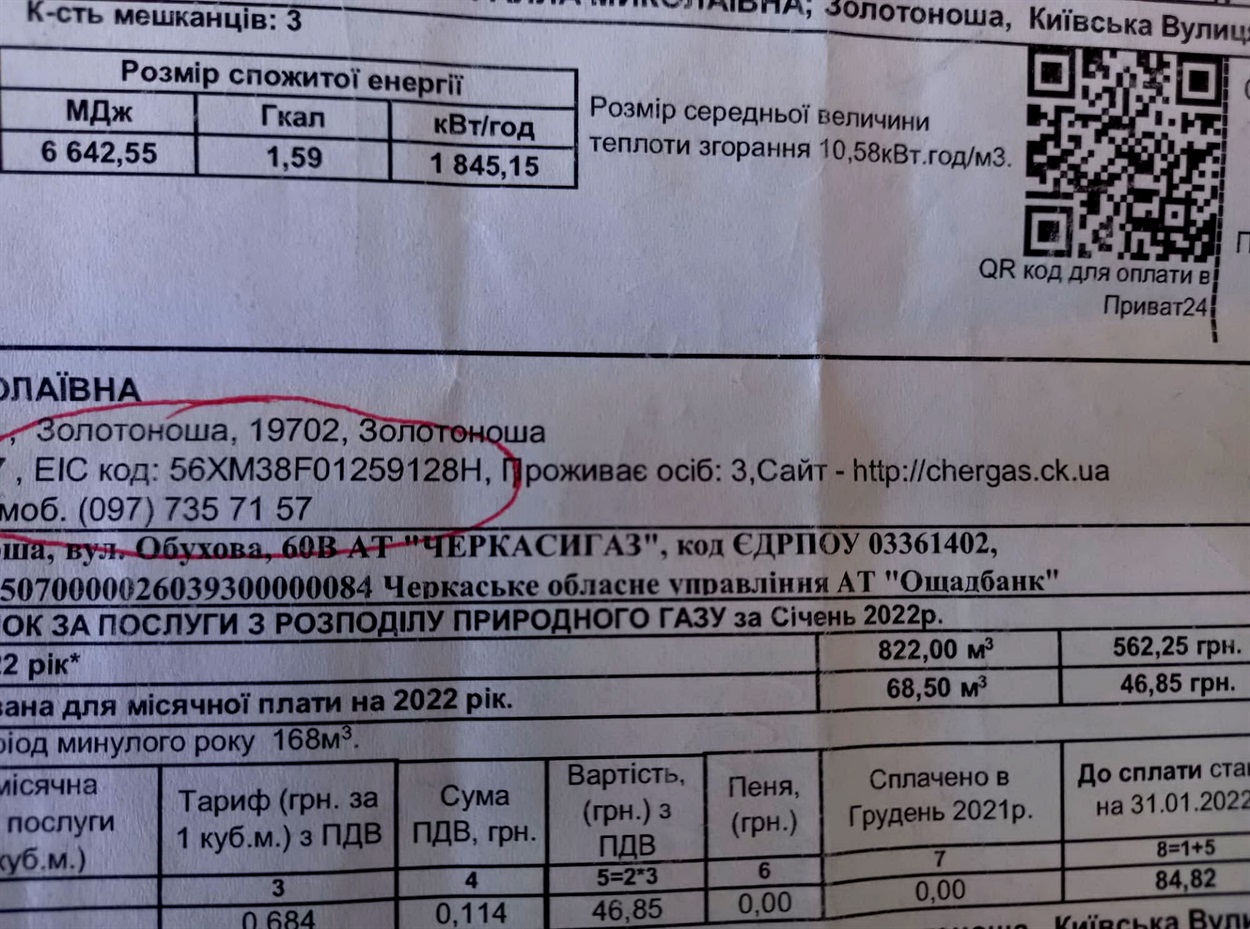 К-сть мешканців: 3
МИКОЛАЇВНА; Золотоноша, Київська Вулиця
Розмір спожитої енергії
МДж Гкал кВт/год
6 642,55 1,59 1 845,15
Розмір середньої величини
теплоти згорання 10,58кВт.год/м3.
QR код для оплати в
Приват24
ОЛАЇВНА
, Золотоноша, 19702, Золотоноша
, EIC код: 56XM38F01259128H, Проживає осіб: 3,Сайт - http://chergas.ck.ua
моб. (097) 735 71 57
оша, вул. Обухова, 60В АТ "ЧЕРКАСИГАЗ", код ЄДРПОУ 03361402,
5070000026039300000084 Черкаське обласне управління АТ "Ощадбанк"
ОК ЗА ПОСЛУГИ З РОЗПОДІЛУ ПРИРОДНОГО ГАЗУ за Січень 2022р.
22 рік* 822,00 м³ 562,25 грн.
вана для місячної плати на 2022 рік. 68,50 м³ 46,85 грн.
ріод минулого року 168м³.
місячна
послуги
куб.м.)
Тариф (грн. за
1 куб.м.) з ПДВ
Сума
ПДВ, грн.
Вартість,
(грн.) з
ПДВ
Пеня,
(грн.)
Сплачено в
Грудень 2021р.
До сплати ста
на 31.01.2022
3 4 5=2*3 6 7 8=1+5
0,684 0,114 46,85 0,00 0,00 84,82
оноша, Київська Вули